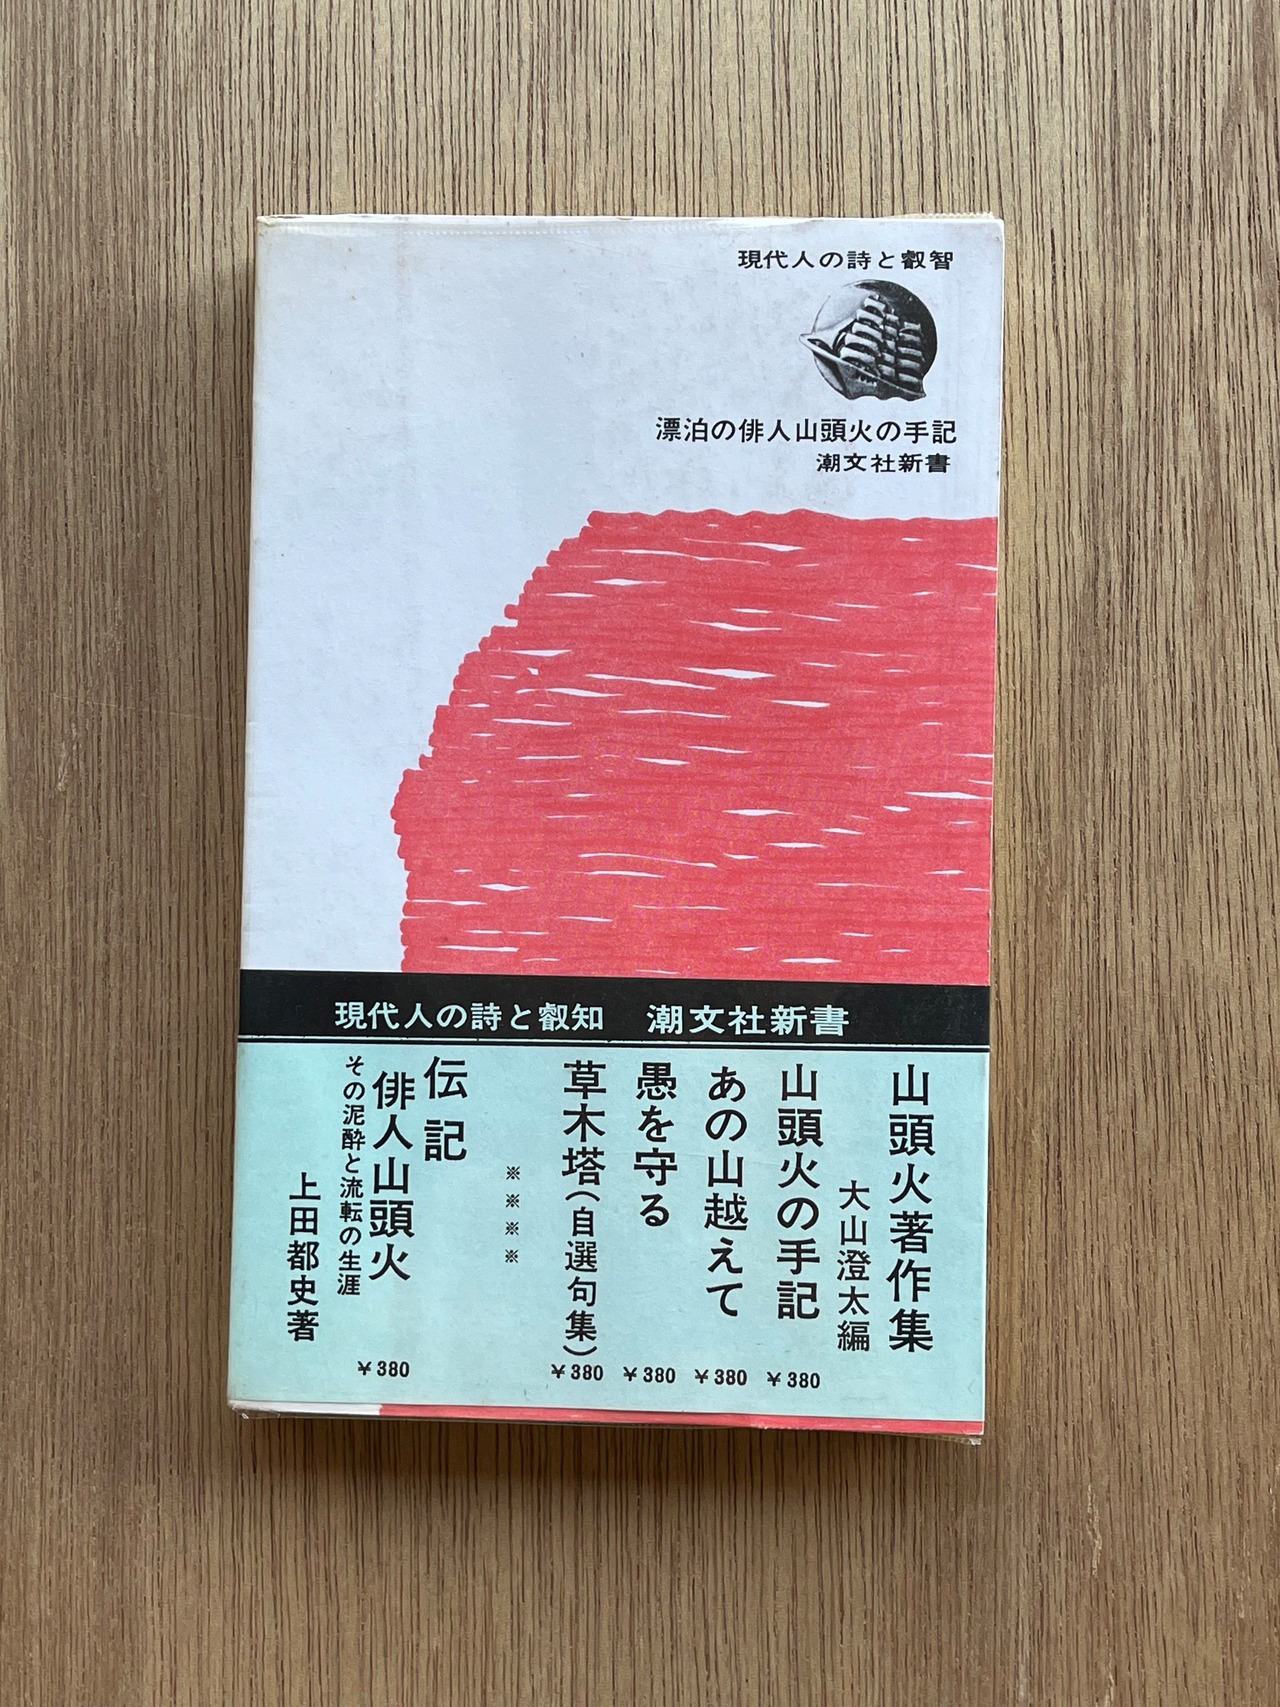 現代人の詩と叡智
漂泊の俳人山頭火の手記
潮文社新書
現代人の詩と叡知　潮文社新書
山頭火著作集
大山澄太編
山頭火の手記
¥380
あの山越えて
¥380
愚を守る
¥380
草木塔（自選句集）
¥380
※※※※
伝記
俳人山頭火
その泥酔と流転の生涯
¥380
上田都史著